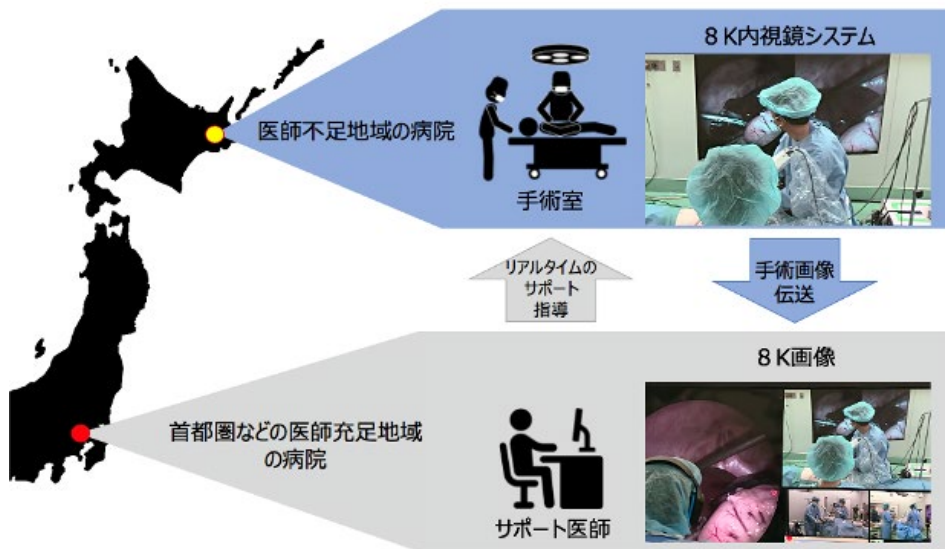 8K内視鏡システム
医師不足地域の病院
手術室
リアルタイムの
サポート
指導
手術画像
伝送
8K画像
首都圏などの医師充足地域
の病院
サポート医師